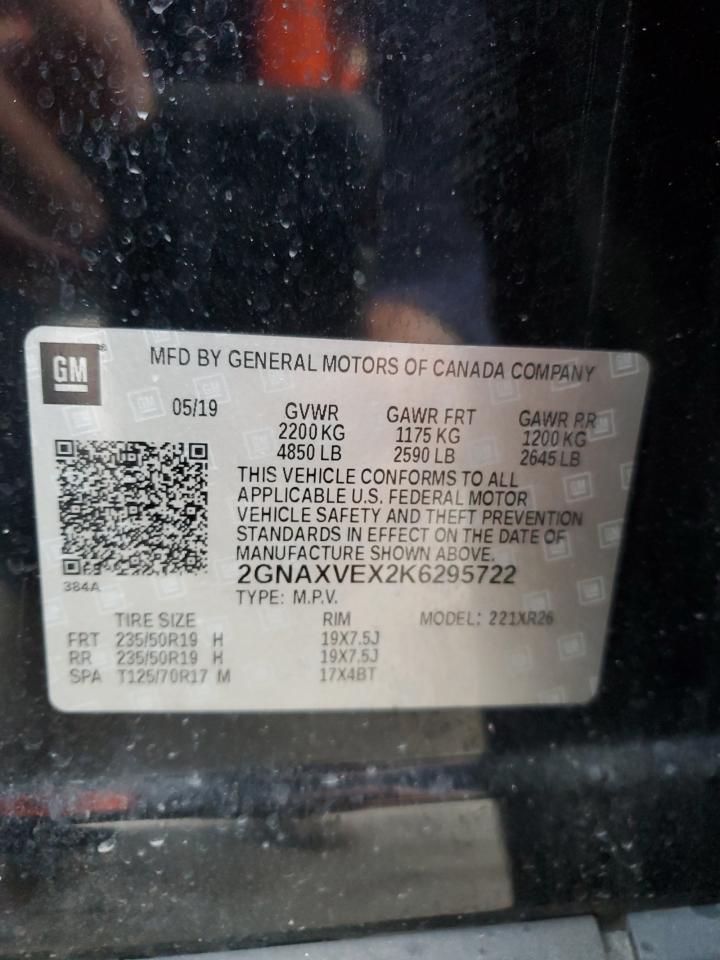 GM
MFD BY GENERAL MOTORS OF CANADA COMPANY
05/19 GVWR GAWR FRT GAWR RR
2200 KG 1175 KG 1200 KG
4850 LB 2590 LB 2645 LB
THIS VEHICLE CONFORMS TO ALL
APPLICABLE U.S. FEDERAL MOTOR
VEHICLE SAFETY AND THEFT PREVENTION
STANDARDS IN EFFECT ON THE DATE OF
MANUFACTURE SHOWN ABOVE.
384A 2GNAXVEX2K6295722
TYPE: M.P.V.
TIRE SIZE RIM MODEL: 221XR26
FRT 235/50R19 H 19X7.5J
RR 235/50R19 H 19X7.5J
SPA T125/70R17 M 17X4BT